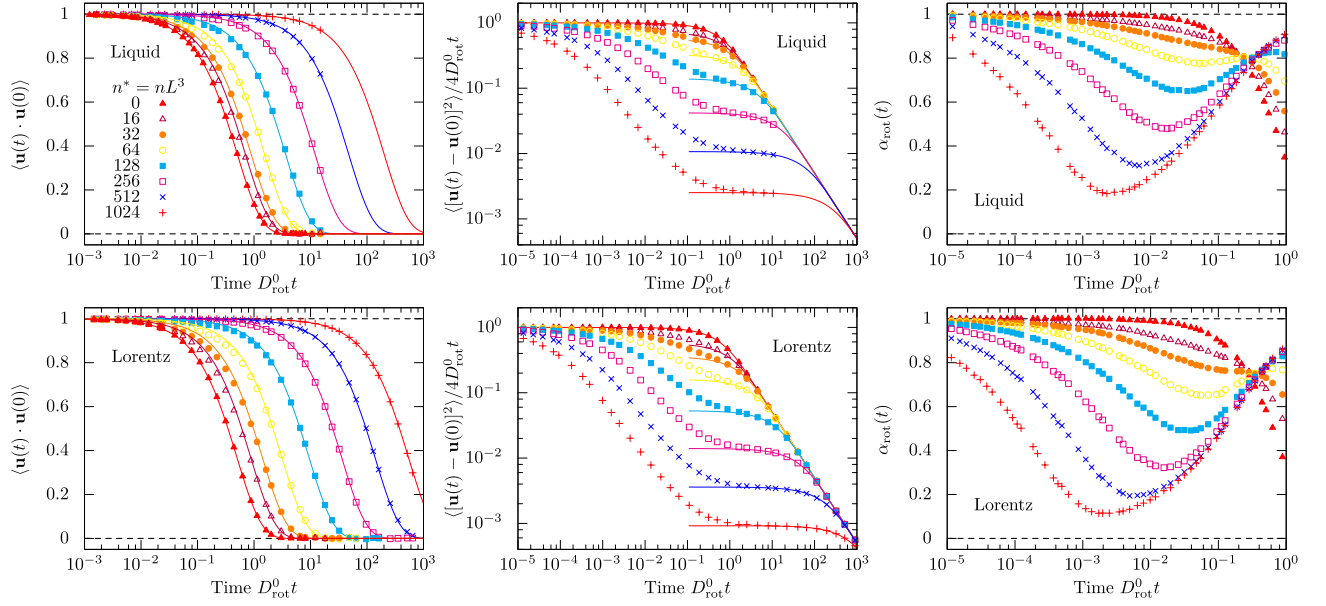 ⟨u(t) · u(0)⟩
1
0.8
0.6
0.4
0.2
0
Liquid
n* = nL³
0
16
32
64
128
256
512
1024
10⁻³ 10⁻² 10⁻¹ 10⁰ 10¹ 10² 10³
Time D⁰rot t
⟨[u(t) − u(0)]²⟩/4D⁰rot t
10⁰
10⁻¹
10⁻²
10⁻³
Liquid
10⁻⁵ 10⁻⁴ 10⁻³ 10⁻² 10⁻¹ 10⁰ 10¹ 10² 10³
Time D⁰rot t
αrot(t)
1
0.8
0.6
0.4
0.2
0
Liquid
10⁻⁵ 10⁻⁴ 10⁻³ 10⁻² 10⁻¹ 10⁰
Time D⁰rot t
⟨u(t) · u(0)⟩
1
0.8
0.6
0.4
0.2
0
Lorentz
10⁻³ 10⁻² 10⁻¹ 10⁰ 10¹ 10² 10³
Time D⁰rot t
⟨[u(t) − u(0)]²⟩/4D⁰rot t
10⁰
10⁻¹
10⁻²
10⁻³
Lorentz
10⁻⁵ 10⁻⁴ 10⁻³ 10⁻² 10⁻¹ 10⁰ 10¹ 10² 10³
Time D⁰rot t
αrot(t)
1
0.8
0.6
0.4
0.2
0
Lorentz
10⁻⁵ 10⁻⁴ 10⁻³ 10⁻² 10⁻¹ 10⁰
Time D⁰rot t